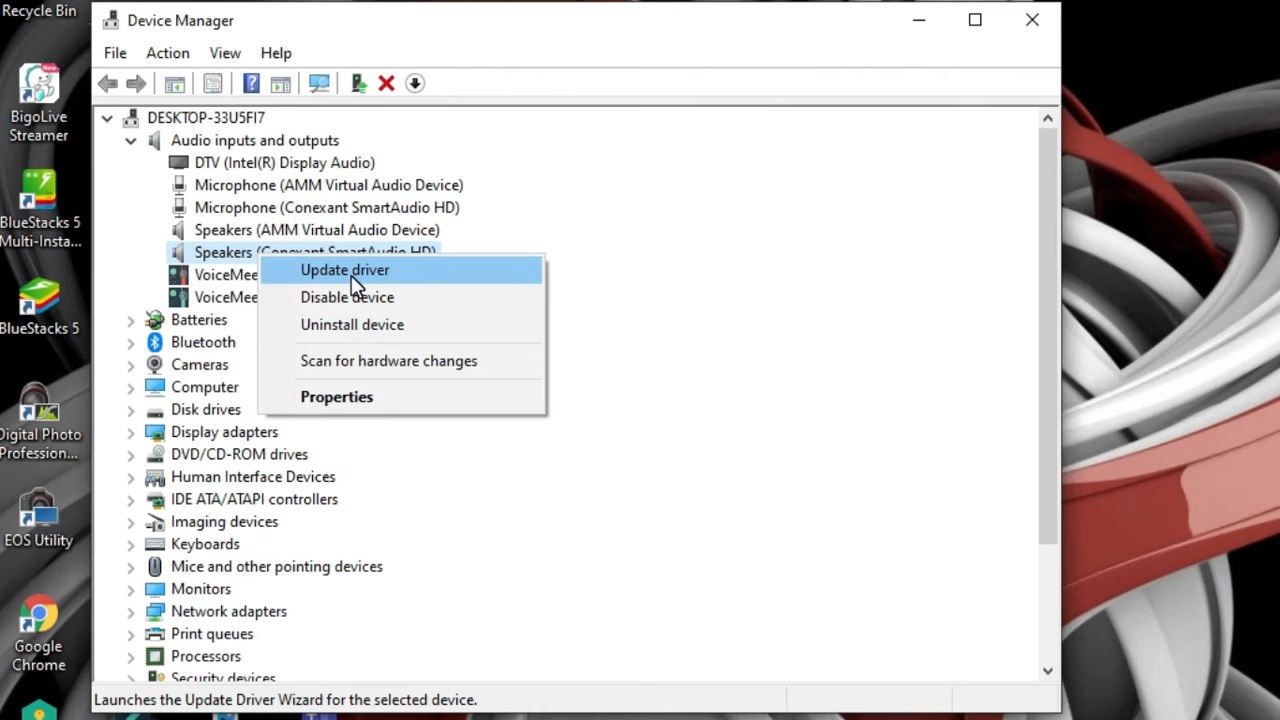 Recycle Bin
BigoLive
Streamer
BlueStacks 5
Multi-Insta...
BlueStacks 5
Digital Photo
Profession...
EOS Utility
Google
Chrome
Device Manager
File Action View Help
DESKTOP-33U5FI7
Audio inputs and outputs
DTV (Intel(R) Display Audio)
Microphone (AMM Virtual Audio Device)
Microphone (Conexant SmartAudio HD)
Speakers (AMM Virtual Audio Device)
Speakers (Conexant SmartAudio HD)
VoiceMee
VoiceMee
Update driver
Disable device
Uninstall device
Scan for hardware changes
Properties
Batteries
Bluetooth
Cameras
Computer
Disk drives
Display adapters
DVD/CD-ROM drives
Human Interface Devices
IDE ATA/ATAPI controllers
Imaging devices
Keyboards
Mice and other pointing devices
Monitors
Network adapters
Print queues
Processors
Security devices
Launches the Update Driver Wizard for the selected device.